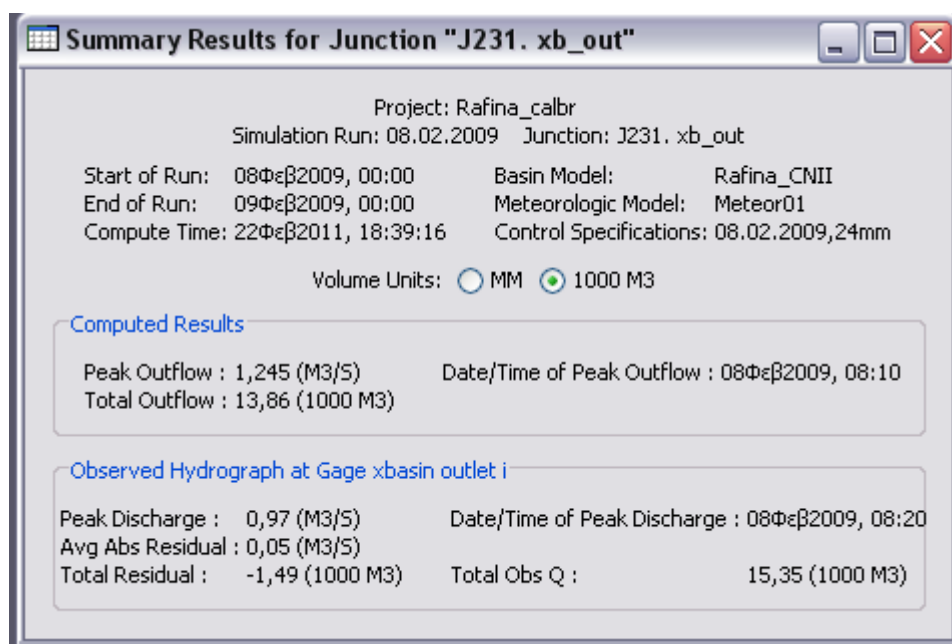 Summary Results for Junction "J231. xb_out"
Project: Rafina_calbr
Simulation Run: 08.02.2009 Junction: J231. xb_out
Start of Run: 08Φεβ2009, 00:00 Basin Model: Rafina_CNII
End of Run: 09Φεβ2009, 00:00 Meteorologic Model: Meteor01
Compute Time: 22Φεβ2011, 18:39:16 Control Specifications: 08.02.2009,24mm
Volume Units: MM 1000 M3
Computed Results
Peak Outflow : 1,245 (M3/S) Date/Time of Peak Outflow : 08Φεβ2009, 08:10
Total Outflow : 13,86 (1000 M3)
Observed Hydrograph at Gage xbasin outlet i
Peak Discharge : 0,97 (M3/S) Date/Time of Peak Discharge : 08Φεβ2009, 08:20
Avg Abs Residual : 0,05 (M3/S)
Total Residual : -1,49 (1000 M3) Total Obs Q : 15,35 (1000 M3)